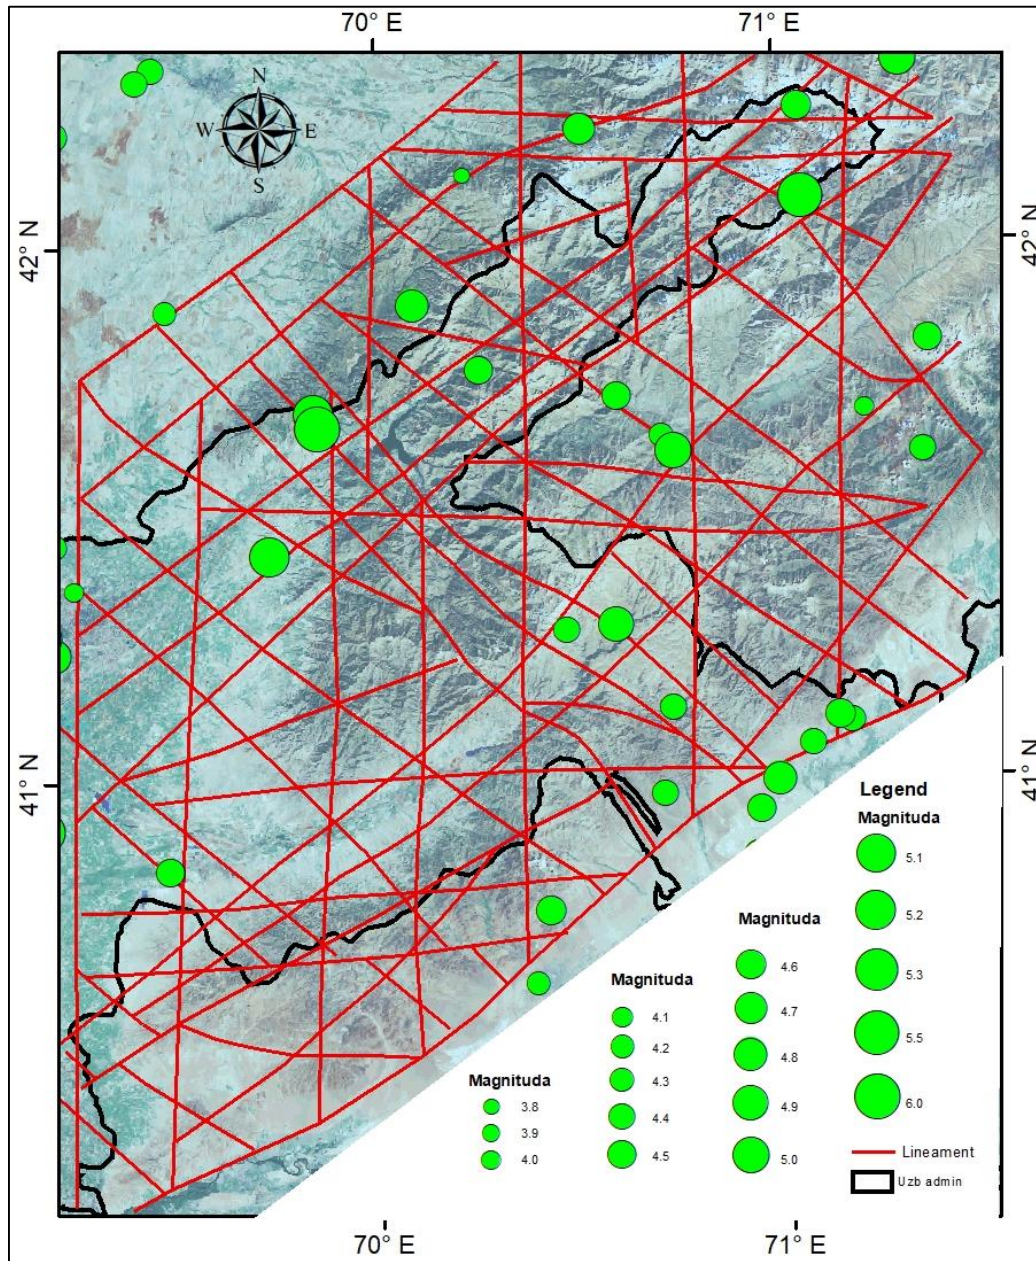 70° E 71° E
N
W E
S
42° N 42° N
41° N 41° N
Legend
Magnituda
5.1
5.2
5.3
5.5
6.0
Magnituda
4.6
4.7
4.8
4.9
5.0
Magnituda
4.1
4.2
4.3
4.4
4.5
Magnituda
3.8
3.9
4.0
Lineament
Uzb admin
70° E 71° E